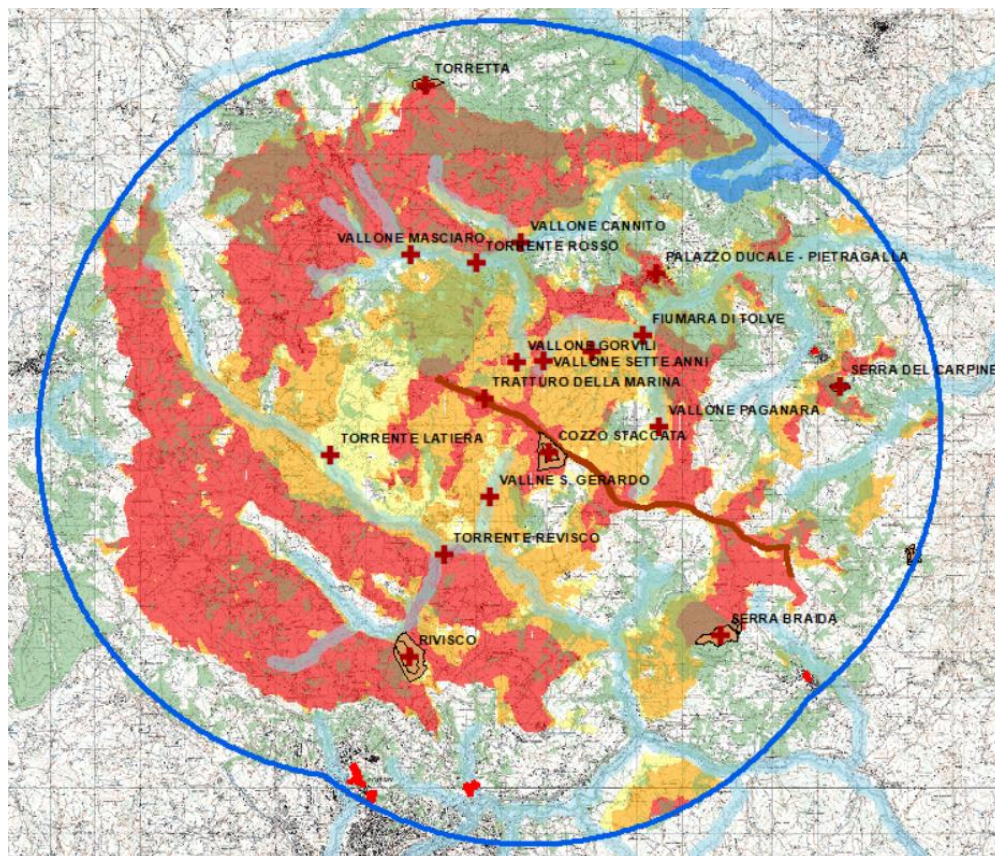 TORRETTA
VALLONE CANNITO
VALLONE MASCIARO
TORRENTE ROSSO
PALAZZO DUCALE - PIETRAGALLA
FIUMARA DI TOLVE
VALLONE GORVILI
VALLONE SETTE ANNI
SERRA DEL CARPINE
TRATTURO DELLA MARINA
VALLONE PAGANARA
TORRENTE LATIERA
COZZO STACCATA
VALLNE S. GERARDO
TORRENTE REVISCO
SERRA BRAIDA
RIVISCO